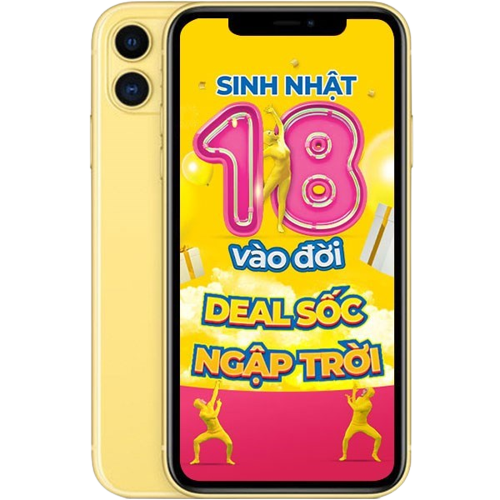 SINH NHẬT
18
vào đời
DEAL SỐC
NGẬP TRỜI